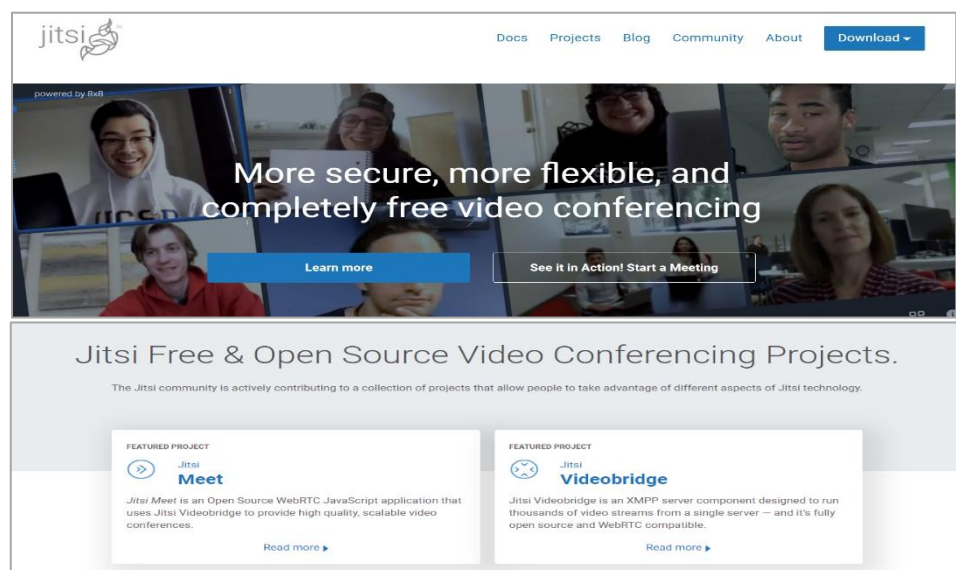 jitsi
Docs Projects Blog Community About Download
powered by 8x8
More secure, more flexible, and
completely free video conferencing
Learn more
See it in Action! Start a Meeting
Jitsi Free & Open Source Video Conferencing Projects.
The Jitsi community is actively contributing to a collection of projects that allow people to take advantage of different aspects of Jitsi technology.
FEATURED PROJECT
Jitsi
Meet
Jitsi Meet is an Open Source WebRTC JavaScript application that
uses Jitsi Videobridge to provide high quality, scalable video
conferences.
Read more
FEATURED PROJECT
Jitsi
Videobridge
Jitsi Videobridge is an XMPP server component designed to run
thousands of video streams from a single server — and it's fully
open source and WebRTC compatible.
Read more